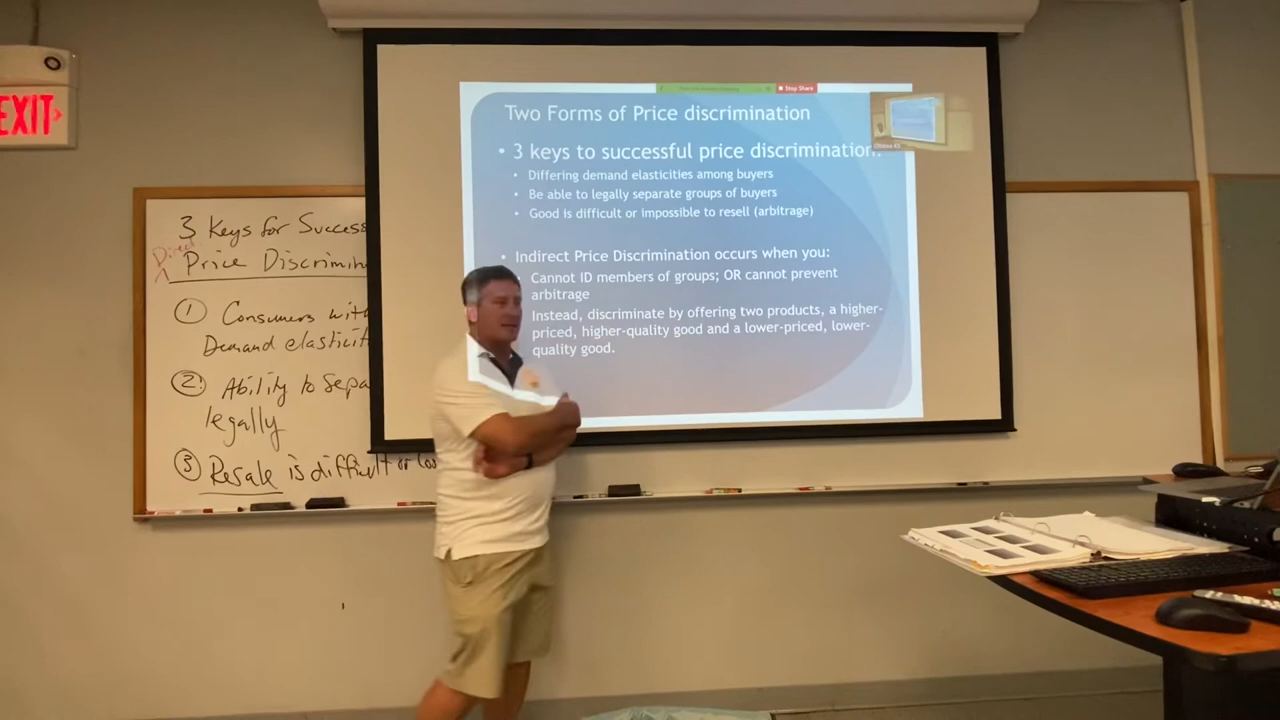 EXIT
Stop Share
Two Forms of Price discrimination
• 3 keys to successful price discrimination:
• Differing demand elasticities among buyers
• Be able to legally separate groups of buyers
• Good is difficult or impossible to resell (arbitrage)
• Indirect Price Discrimination occurs when you:
Cannot ID members of groups; OR cannot prevent
arbitrage
Instead, discriminate by offering two products, a higher-
priced, higher-quality good and a lower-priced, lower-
quality good.
3 Keys for Success
Direct
Price Discrimin
① Consumers with
Demand elasticit
② Ability to Sepa
legally
③ Resale is difficult or